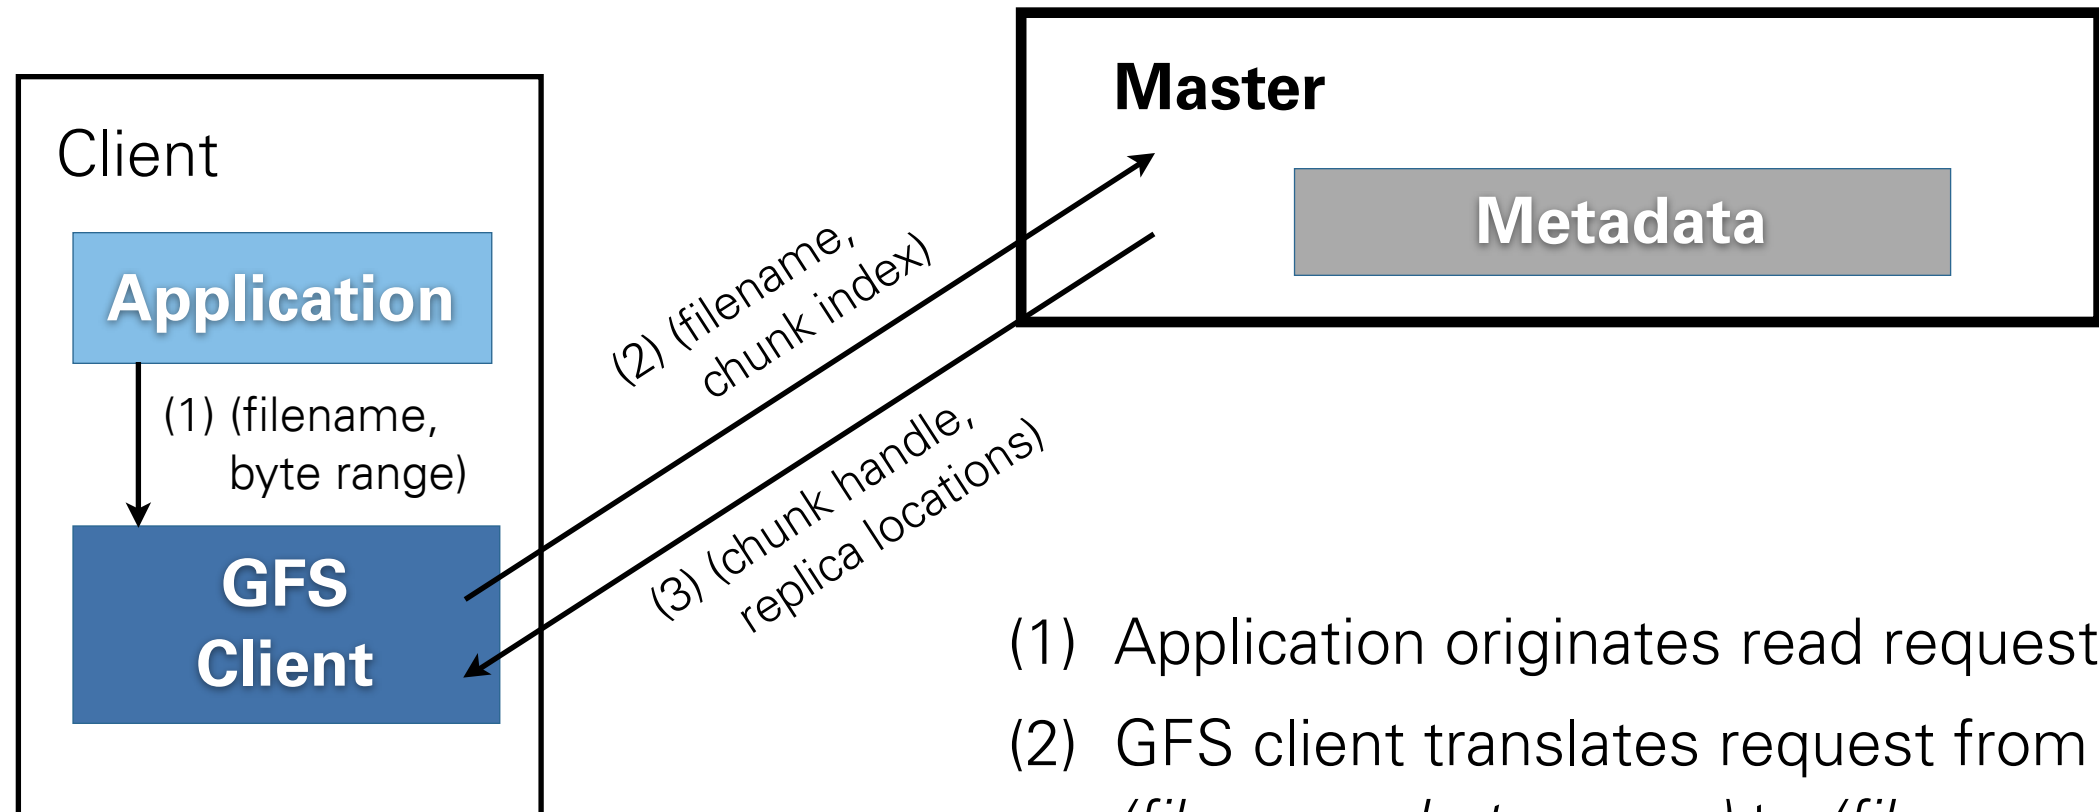 Master
Client
Metadata
Application
(2) (filename,
chunk index)
(1) (filename,
byte range)
(3) (chunk handle,
replica locations)
GFS
Client
(1) Application originates read request
(2) GFS client translates request from